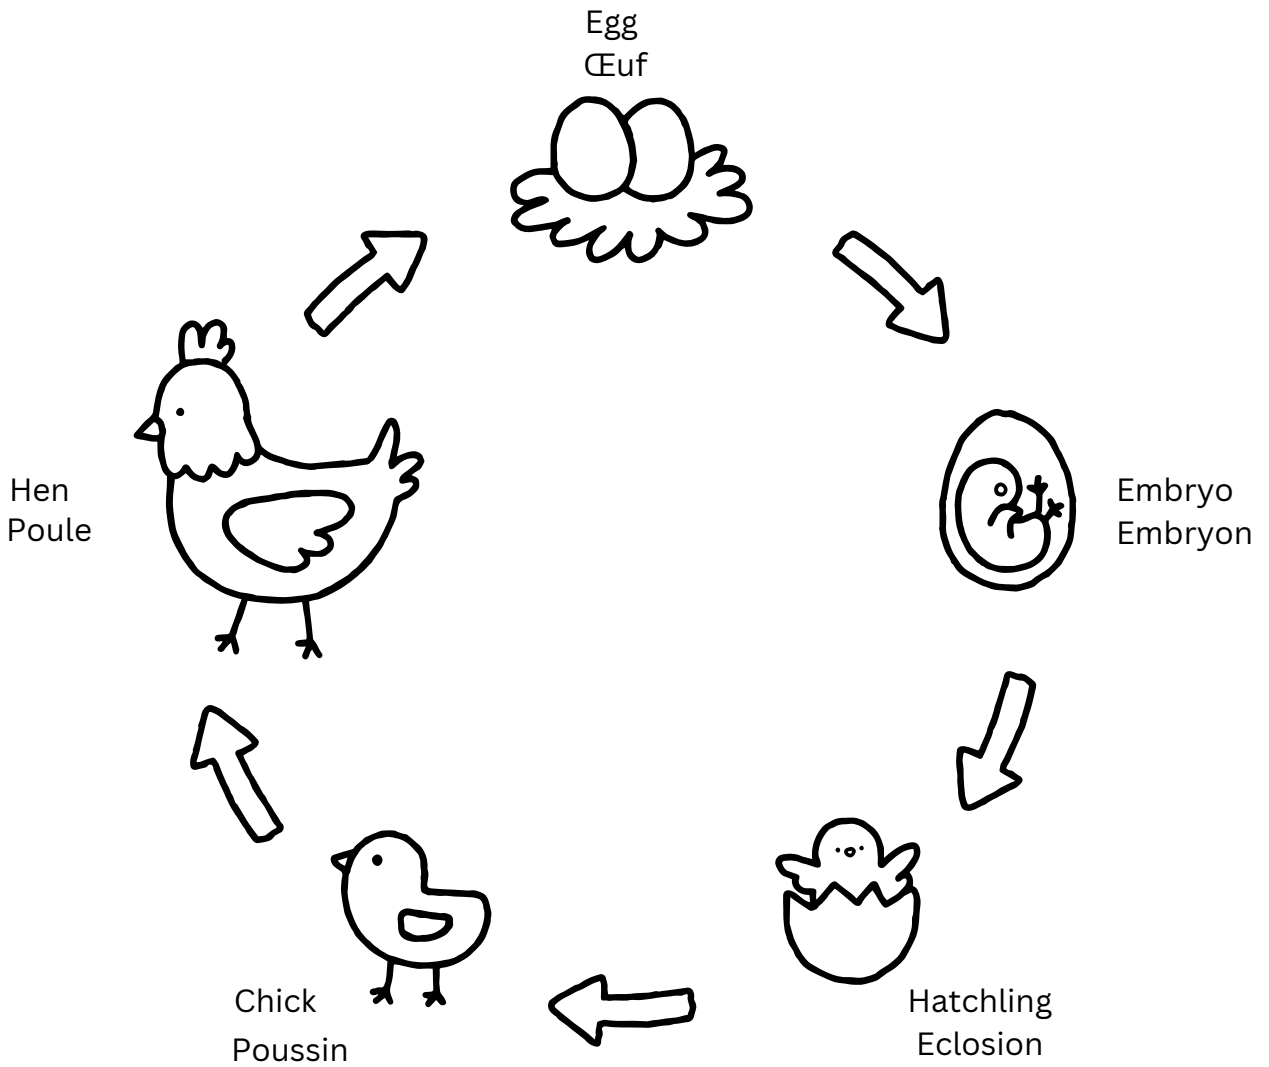 Egg
Œuf
Embryo
Embryon
Hatchling
Eclosion
Chick
Poussin
Hen
Poule